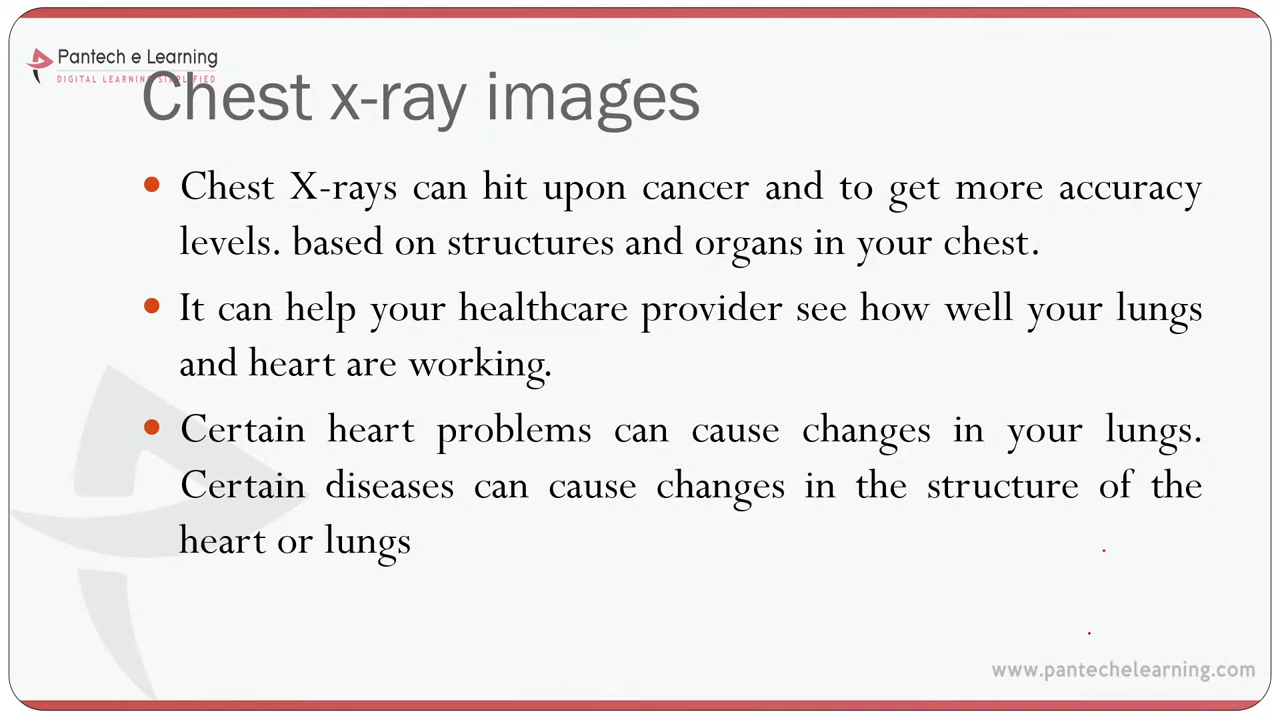 Pantech e Learning
DIGITAL LEARNING SIMPLIFIED
Chest x-ray images
Chest X-rays can hit upon cancer and to get more accuracy
levels. based on structures and organs in your chest.
It can help your healthcare provider see how well your lungs
and heart are working.
Certain heart problems can cause changes in your lungs.
Certain diseases can cause changes in the structure of the
heart or lungs
www.pantechelearning.com